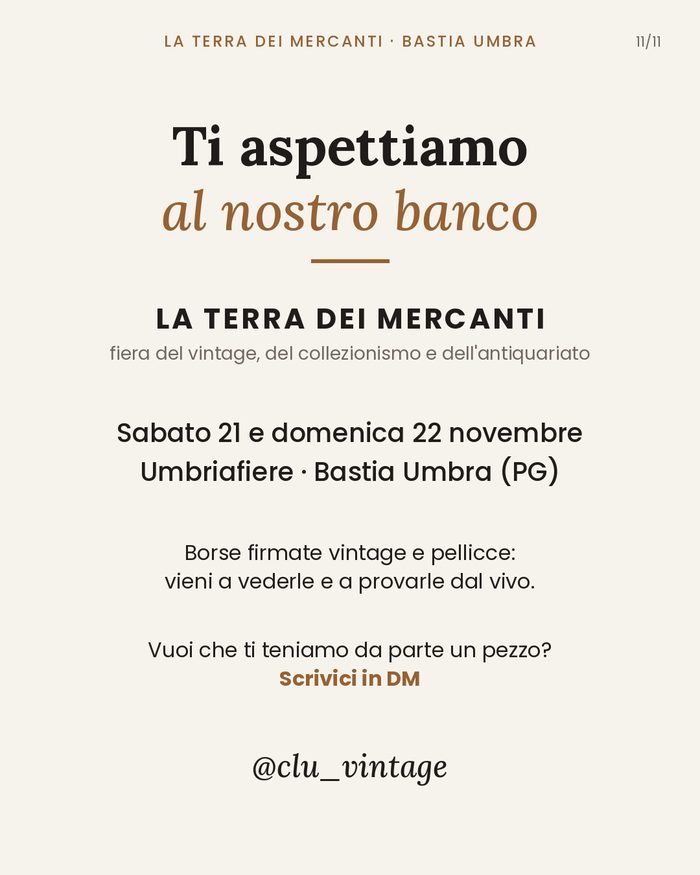 LA TERRA DEI MERCANTI · BASTIA UMBRA
11/11
Ti aspettiamo
al nostro banco
LA TERRA DEI MERCANTI
fiera del vintage, del collezionismo e dell'antiquariato
Sabato 21 e domenica 22 novembre
Umbriafiere · Bastia Umbra (PG)
Borse firmate vintage e pellicce:
vieni a vederle e a provarle dal vivo.
Vuoi che ti teniamo da parte un pezzo?
Scrivici in DM
@clu_vintage